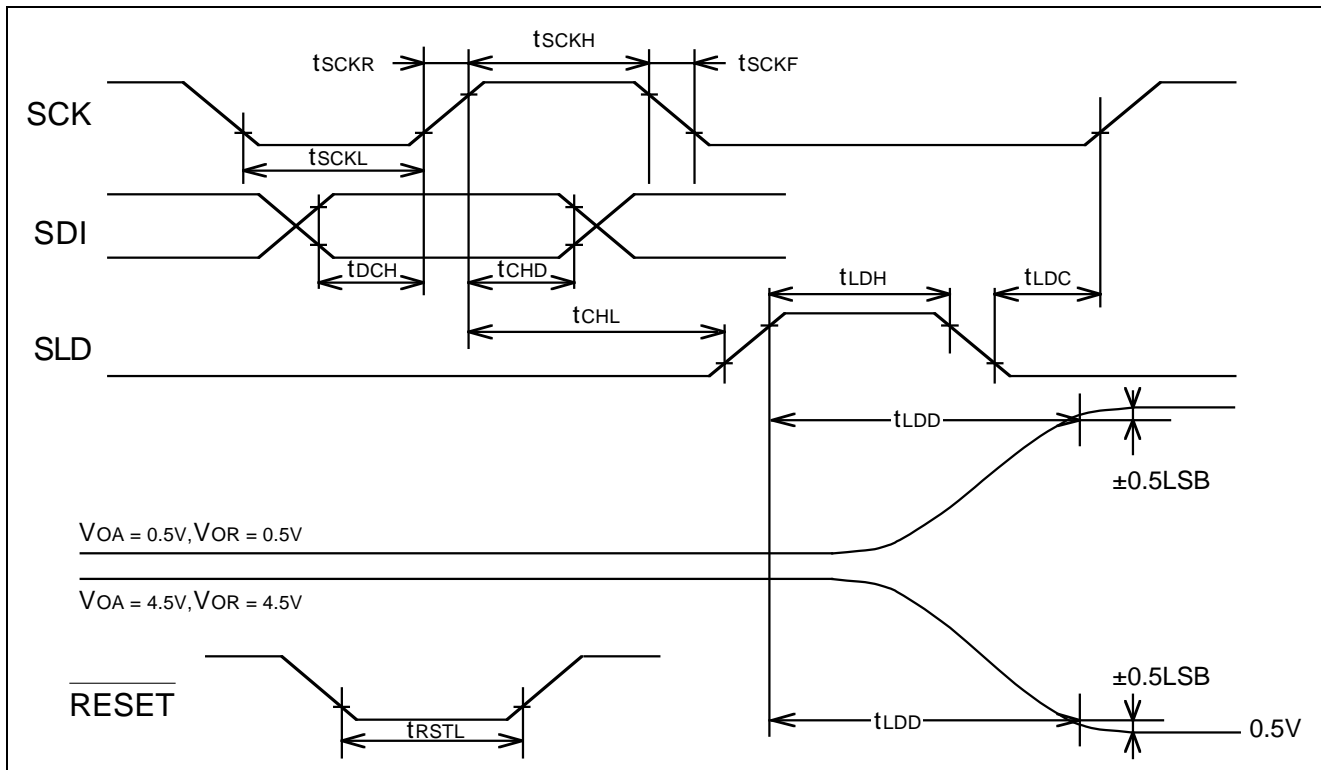 tSCKH
tSCKR
tSCKF
SCK
tSCKL
SDI
tDCH
tCHD
tLDH
tLDC
tCHL
SLD
tLDD
±0.5LSB
VOA = 0.5V, VOR = 0.5V
VOA = 4.5V, VOR = 4.5V
±0.5LSB
RESET
tRSTL
tLDD
0.5V